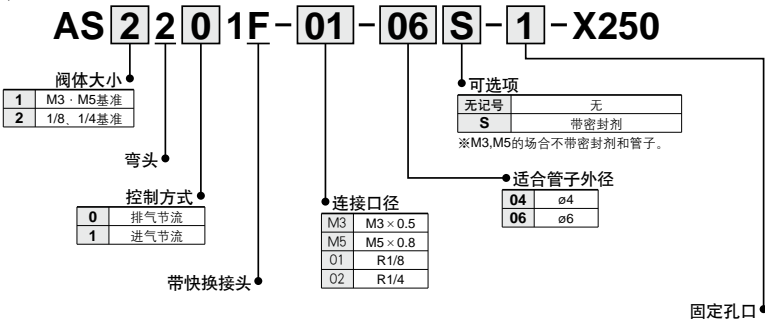 AS 2 2 0 1F-01-06 S-1-X250
阀体大小
1 M3 · M5基准
2 1/8、1/4基准
弯头
控制方式
0 排气节流
1 进气节流
带快换接头
连接口径
M3 M3×0.5
M5 M5×0.8
01 R1/8
02 R1/4
可选项
无记号 无
S 带密封剂
※M3,M5的场合不带密封剂和管子。
适合管子外径
04 ø4
06 ø6
固定孔口